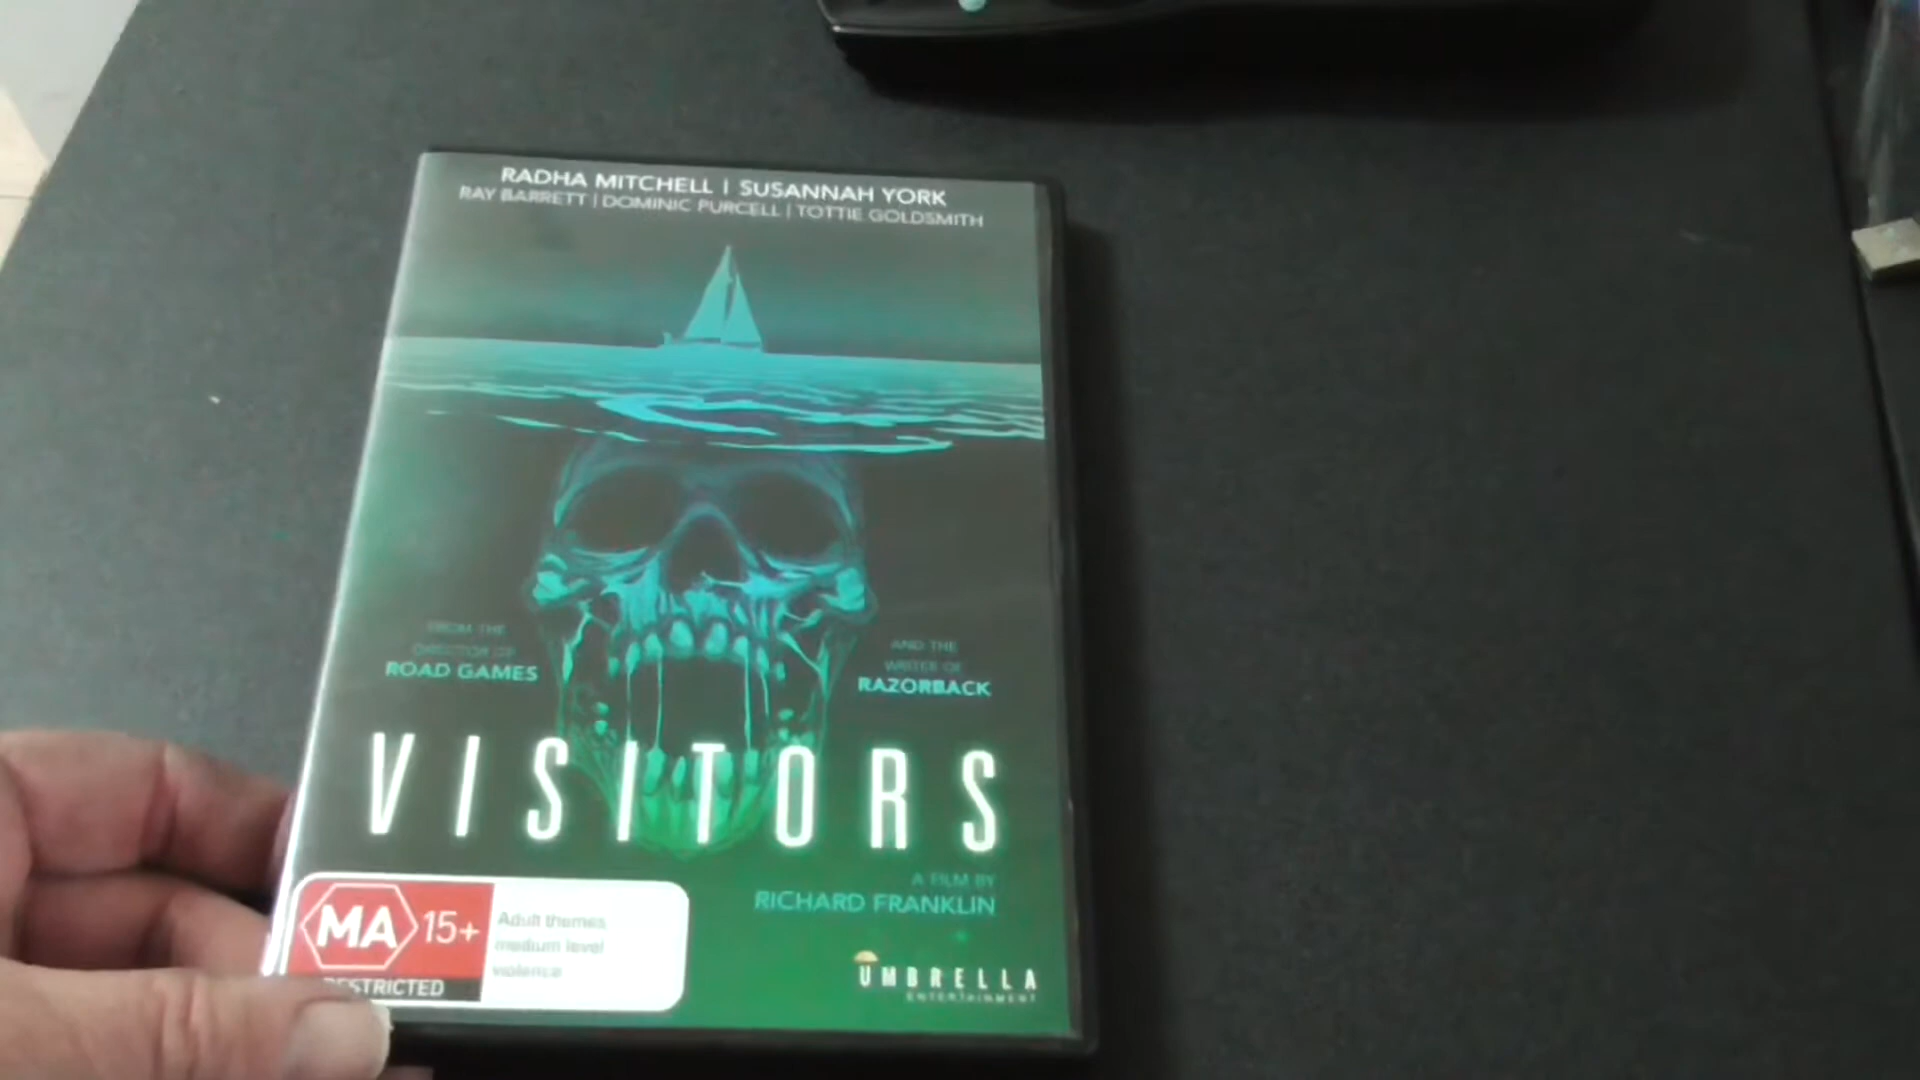 RADHA MITCHELL | SUSANNAH YORK
RAY BARRETT | DOMINIC PURCELL | TOTTIE GOLDSMITH
FROM THE
DIRECTOR OF
ROAD GAMES
AND THE
WRITER OF
RAZORBACK
VISITORS
A FILM BY
RICHARD FRANKLIN
MA 15+
RESTRICTED
Adult themes
medium level
violence
UMBRELLA
ENTERTAINMENT